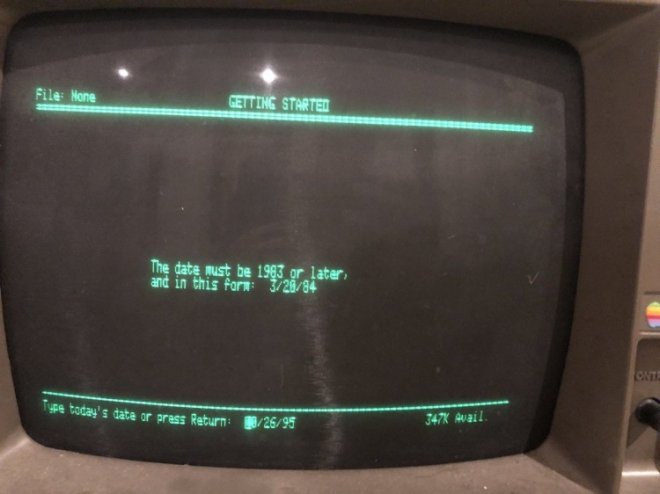 File: None
GETTING STARTED
The date must be 1983 or later,
and in this form: 3/20/84
Type today's date or press Return: /26/95
347K Avail.